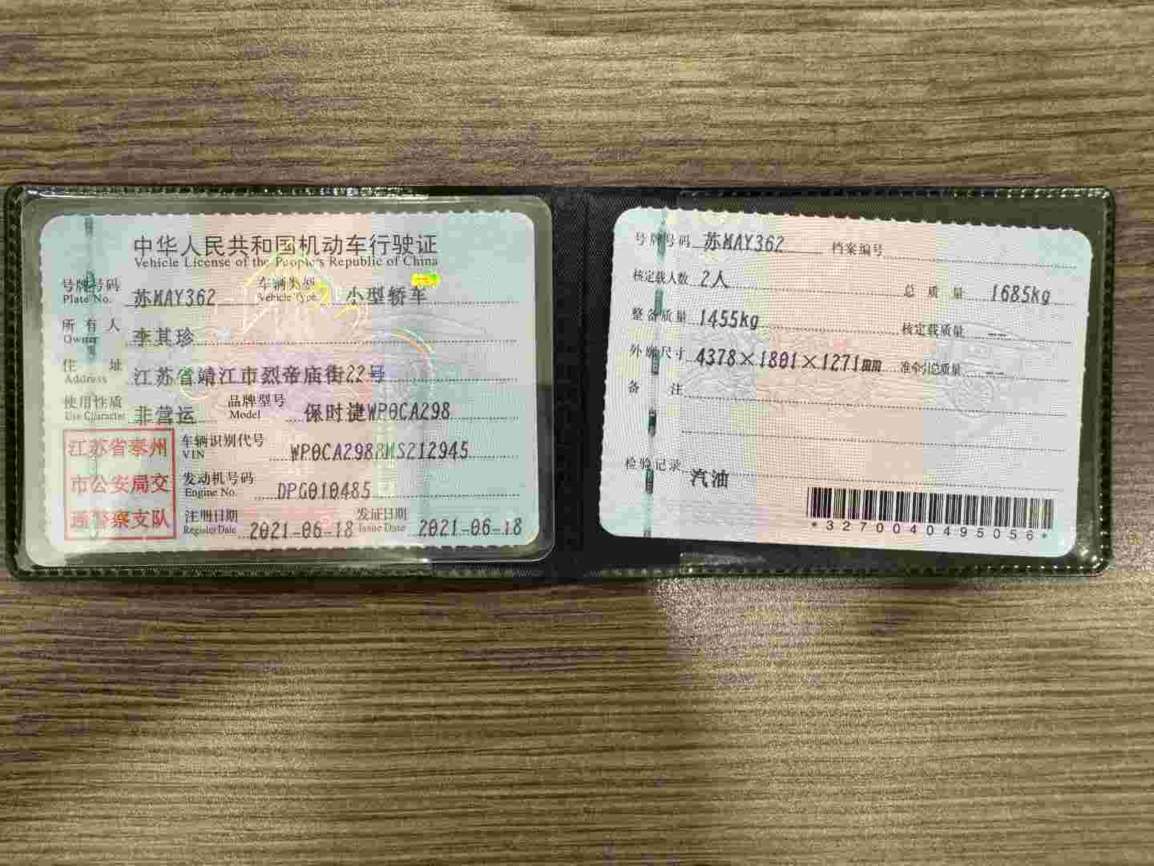 中华人民共和国机动车行驶证
Vehicle License of the People's Republic of China
号牌号码 苏MAY362 车辆类型 小型轿车
Plate No. Vehicle Type
所有人 李其珍
Owner
住址 江苏省靖江市烈帝庙街22号
Address
使用性质 非营运 品牌型号 保时捷WP0CA298
Use Character Model
江苏省泰州
市公安局交
通警察支队
车辆识别代号 WP0CA2988MS212945
VIN
发动机号码 DPG010485
Engine No.
注册日期 2021-06-18 发证日期 2021-06-18
Register Date Issue Date
号牌号码 苏MAY362 档案编号
核定载人数 2人 总质量 1685kg
整备质量 1455kg 核定载质量 --
外廓尺寸 4378×1801×1271mm 准牵引总质量 --
备注
检验记录 汽油
*3270040495056*